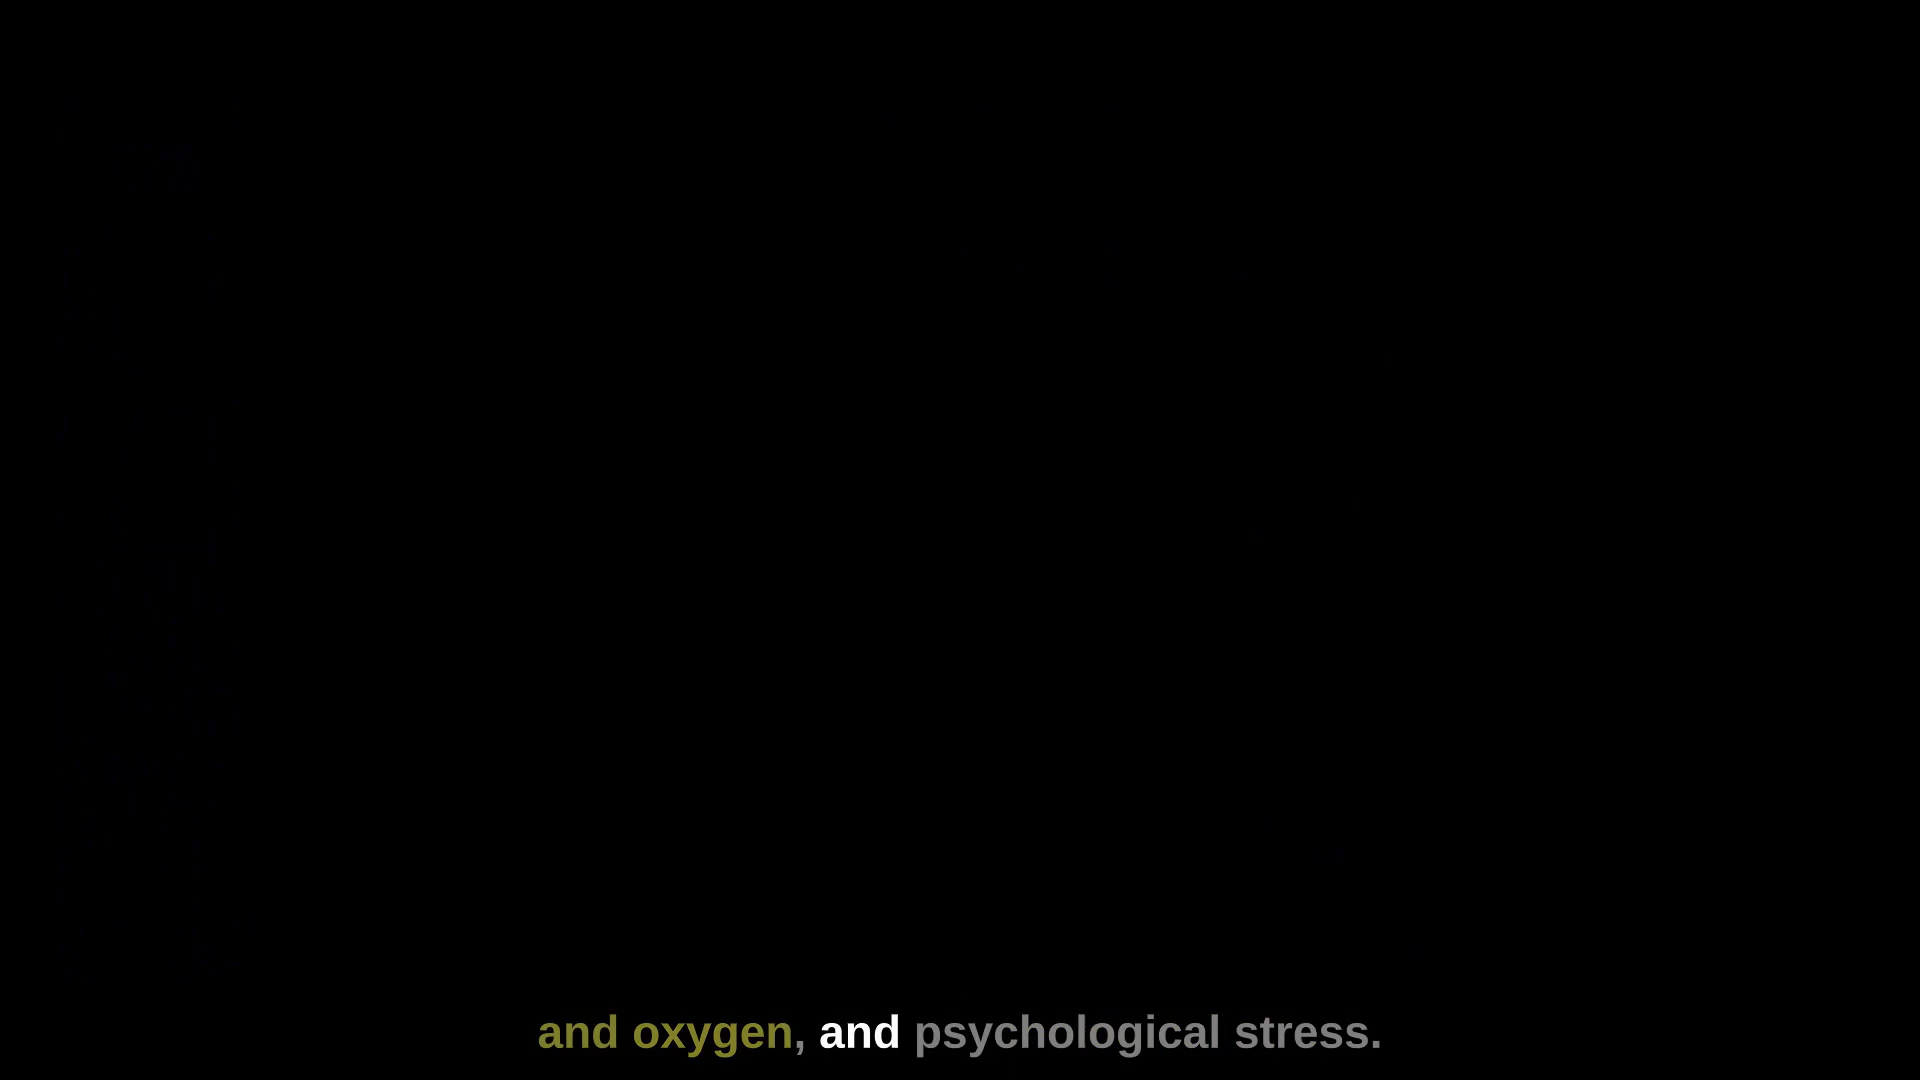 and oxygen, and psychological stress.